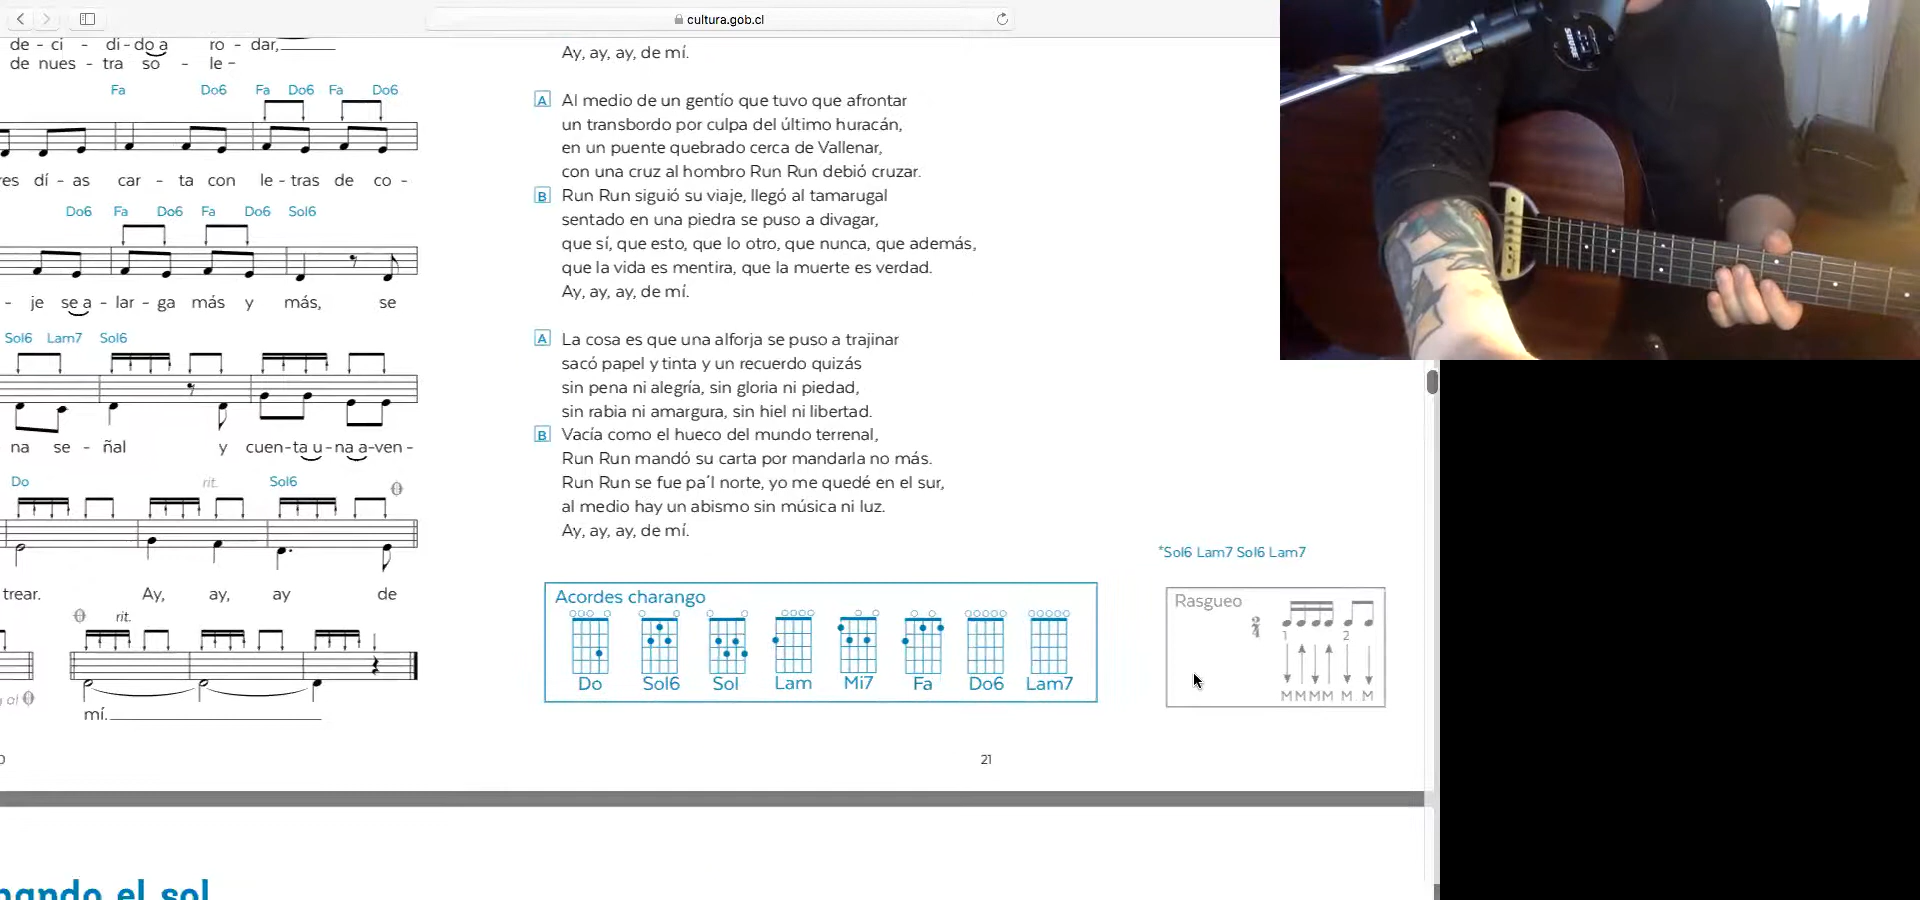 cultura.gob.cl
de - ci - di - do a ro - dar,
de nues - tra so - le -
Fa Do6 Fa Do6 Fa Do6
días car - ta con le - tras de co -
Do6 Fa Do6 Fa Do6 Sol6
- je se a - lar - ga más y más, se
Sol6 Lam7 Sol6
na se - ñal y cuen - ta u - na a - ven -
Do rit. Sol6
trear. Ay, ay, ay de
rit.
al
mí.
Ay, ay, ay, de mí.
A Al medio de un gentío que tuvo que afrontar
un transbordo por culpa del último huracán,
en un puente quebrado cerca de Vallenar,
con una cruz al hombro Run Run debió cruzar.
B Run Run siguió su viaje, llegó al tamarugal
sentado en una piedra se puso a divagar,
que sí, que esto, que lo otro, que nunca, que además,
que la vida es mentira, que la muerte es verdad.
Ay, ay, ay, de mí.
A La cosa es que una alforja se puso a trajinar
sacó papel y tinta y un recuerdo quizás
sin pena ni alegría, sin gloria ni piedad,
sin rabia ni amargura, sin hiel ni libertad.
B Vacía como el hueco del mundo terrenal,
Run Run mandó su carta por mandarla no más.
Run Run se fue pa´l norte, yo me quedé en el sur,
al medio hay un abismo sin música ni luz.
Ay, ay, ay, de mí.
*Sol6 Lam7 Sol6 Lam7
Acordes charango
Do Sol6 Sol Lam Mi7 Fa Do6 Lam7
Rasgueo
2/4
1 2
M M M M M M
21
el sol
SHURE